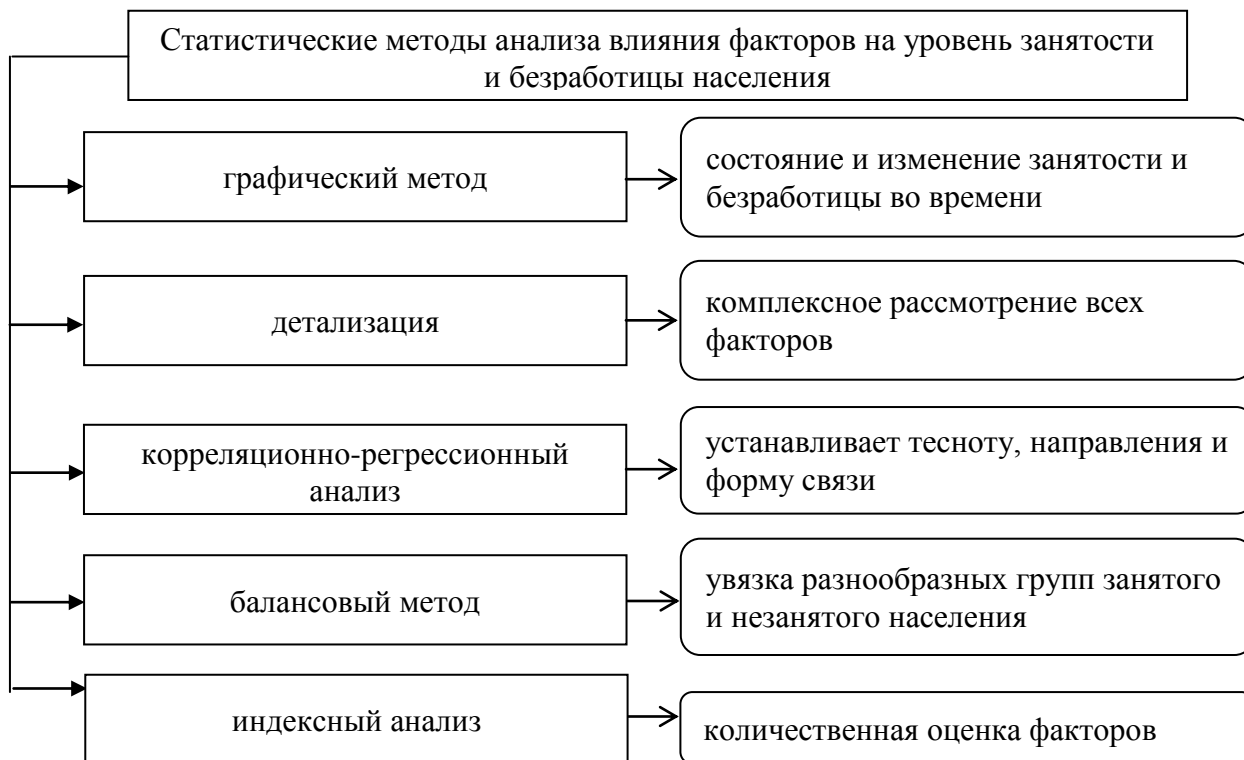 Статистические методы анализа влияния факторов на уровень занятости
и безработицы населения
графический метод
состояние и изменение занятости и
безработицы во времени
детализация
комплексное рассмотрение всех
факторов
корреляционно-регрессионный
анализ
устанавливает тесноту, направления и
форму связи
балансовый метод
увязка разнообразных групп занятого
и незанятого населения
индексный анализ
количественная оценка факторов